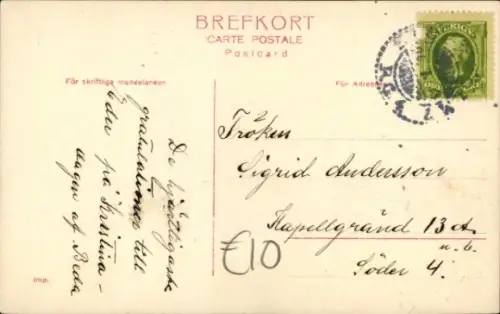 BREFKORT
CARTE POSTALE
Postcard
För skriftliga meddelanden
För Adress
SVERIGE
De hjärtligaste
gratulationer till
Eder på Kristina-
dagen af Beda
Fröken
Sigrid Andersson
Kapellgränd 13 A.
n. b.
Söder 4.
€10
Imp.